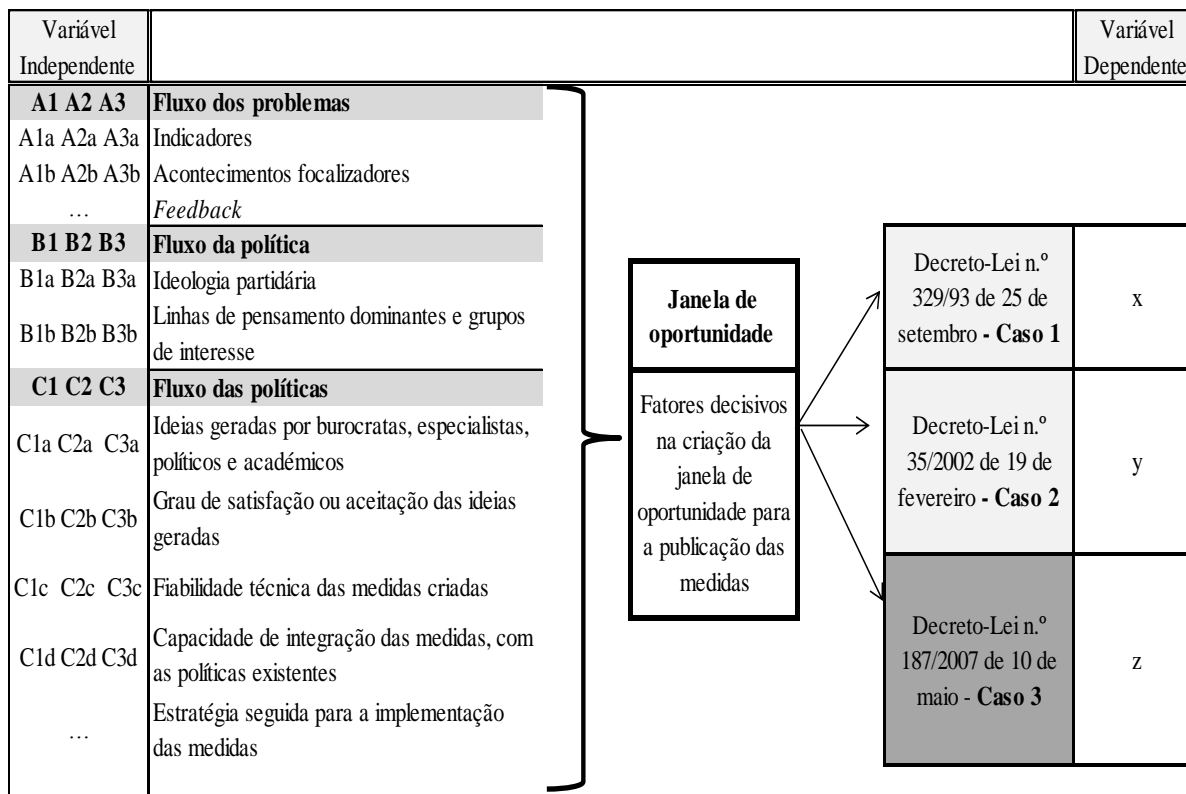 Variável
Independente
Variável
Dependente
A1 A2 A3 Fluxo dos problemas
A1a A2a A3a Indicadores
A1b A2b A3b Acontecimentos focalizadores
… Feedback
B1 B2 B3 Fluxo da política
B1a B2a B3a Ideologia partidária
B1b B2b B3b Linhas de pensamento dominantes e grupos
de interesse
C1 C2 C3 Fluxo das políticas
C1a C2a C3a Ideias geradas por burocratas, especialistas,
políticos e académicos
C1b C2b C3b Grau de satisfação ou aceitação das ideias
geradas
C1c C2c C3c Fiabilidade técnica das medidas criadas
C1d C2d C3d Capacidade de integração das medidas, com
as políticas existentes
… Estratégia seguida para a implementação
das medidas
Janela de
oportunidade
Fatores decisivos
na criação da
janela de
oportunidade para
a publicação das
medidas
Decreto-Lei n.º
329/93 de 25 de
setembro - Caso 1
x
Decreto-Lei n.º
35/2002 de 19 de
fevereiro - Caso 2
y
Decreto-Lei n.º
187/2007 de 10 de
maio - Caso 3
z